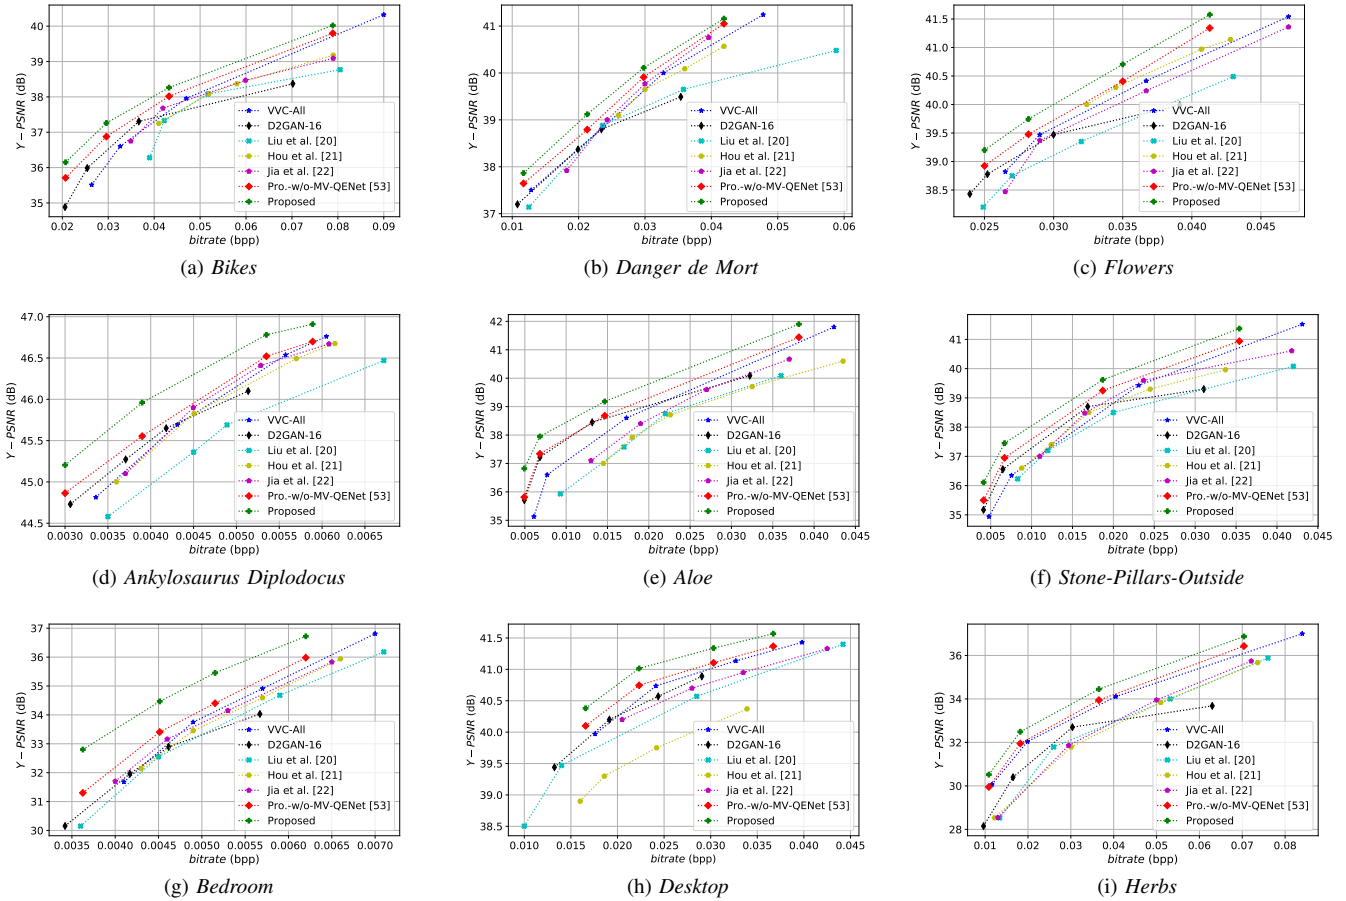 40
39
38
37
36
35
Y − PSNR (dB)
0.02 0.03 0.04 0.05 0.06 0.07 0.08 0.09
bitrate (bpp)
VVC-All
D2GAN-16
Liu et al. [20]
Hou et al. [21]
Jia et al. [22]
Pro.-w/o-MV-QENet [53]
Proposed
(a) Bikes
41
40
39
38
37
Y − PSNR (dB)
0.01 0.02 0.03 0.04 0.05 0.06
bitrate (bpp)
VVC-All
D2GAN-16
Liu et al. [20]
Hou et al. [21]
Jia et al. [22]
Pro.-w/o-MV-QENet [53]
Proposed
(b) Danger de Mort
41.5
41.0
40.5
40.0
39.5
39.0
38.5
Y − PSNR (dB)
0.025 0.030 0.035 0.040 0.045
bitrate (bpp)
VVC-All
D2GAN-16
Liu et al. [20]
Hou et al. [21]
Jia et al. [22]
Pro.-w/o-MV-QENet [53]
Proposed
(c) Flowers
47.0
46.5
46.0
45.5
45.0
44.5
Y − PSNR (dB)
0.0030 0.0035 0.0040 0.0045 0.0050 0.0055 0.0060 0.0065
bitrate (bpp)
VVC-All
D2GAN-16
Liu et al. [20]
Hou et al. [21]
Jia et al. [22]
Pro.-w/o-MV-QENet [53]
Proposed
(d) Ankylosaurus Diplodocus
42
41
40
39
38
37
36
35
Y − PSNR (dB)
0.005 0.010 0.015 0.020 0.025 0.030 0.035 0.040 0.045
bitrate (bpp)
VVC-All
D2GAN-16
Liu et al. [20]
Hou et al. [21]
Jia et al. [22]
Pro.-w/o-MV-QENet [53]
Proposed
(e) Aloe
41
40
39
38
37
36
35
Y − PSNR (dB)
0.005 0.010 0.015 0.020 0.025 0.030 0.035 0.040 0.045
bitrate (bpp)
VVC-All
D2GAN-16
Liu et al. [20]
Hou et al. [21]
Jia et al. [22]
Pro.-w/o-MV-QENet [53]
Proposed
(f) Stone-Pillars-Outside
37
36
35
34
33
32
31
30
Y − PSNR (dB)
0.0035 0.0040 0.0045 0.0050 0.0055 0.0060 0.0065 0.0070
bitrate (bpp)
VVC-All
D2GAN-16
Liu et al. [20]
Hou et al. [21]
Jia et al. [22]
Pro.-w/o-MV-QENet [53]
Proposed
(g) Bedroom
41.5
41.0
40.5
40.0
39.5
39.0
38.5
Y − PSNR (dB)
0.010 0.015 0.020 0.025 0.030 0.035 0.040 0.045
bitrate (bpp)
VVC-All
D2GAN-16
Liu et al. [20]
Hou et al. [21]
Jia et al. [22]
Pro.-w/o-MV-QENet [53]
Proposed
(h) Desktop
36
34
32
30
28
Y − PSNR (dB)
0.01 0.02 0.03 0.04 0.05 0.06 0.07 0.08
bitrate (bpp)
VVC-All
D2GAN-16
Liu et al. [20]
Hou et al. [21]
Jia et al. [22]
Pro.-w/o-MV-QENet [53]
Proposed
(i) Herbs